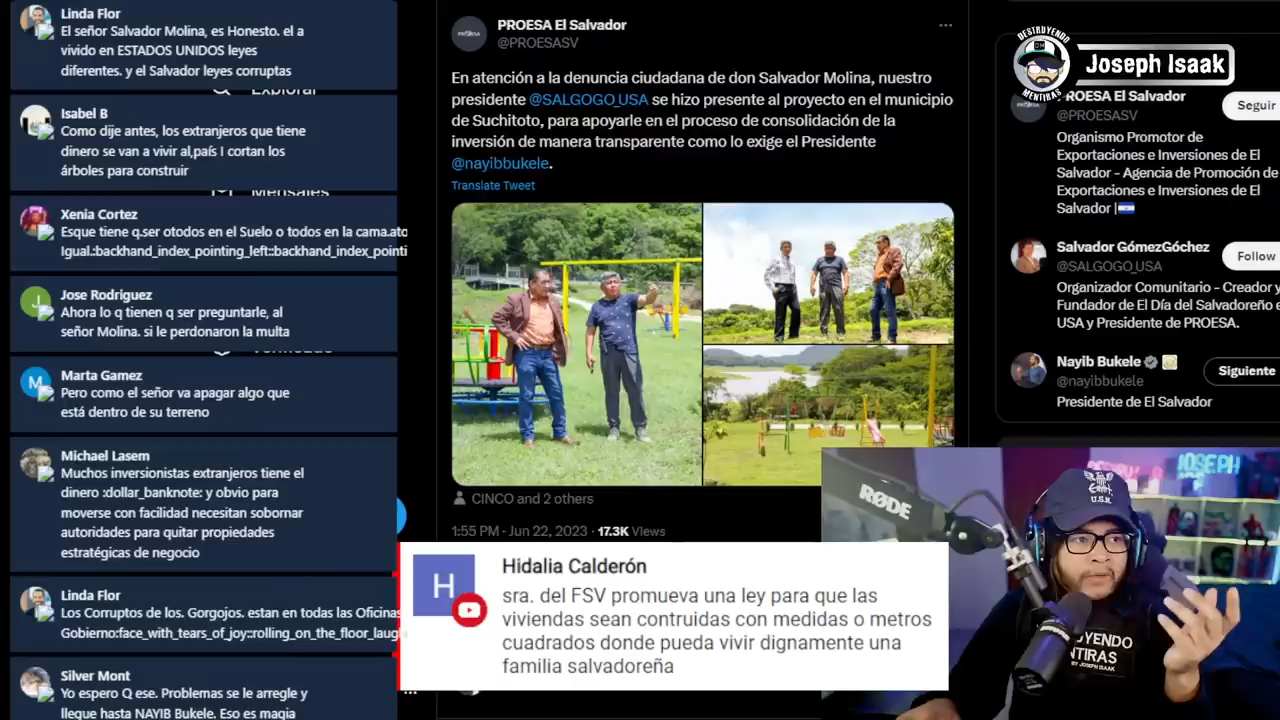 Linda Flor
El señor Salvador Molina, es Honesto. el a
vivido en ESTADOS UNIDOS leyes
diferentes. y el Salvador leyes corruptas
Explorar
Isabel B
Como dije antes, los extranjeros que tiene
dinero se van a vivir al,país I cortan los
árboles para construir
Mensajes
Xenia Cortez
Esque tiene q.ser otodos en el Suelo o todos en la cama.ato
Igual.:backhand_index_pointing_left::backhand_index_pointi
Jose Rodriguez
Ahora lo q tienen q ser preguntarle, al
señor Molina. si le perdonaron la multa
Marta Gamez
Pero como el señor va apagar algo que
está dentro de su terreno
Michael Lasem
Muchos inversionistas extranjeros tiene el
dinero :dollar_banknote: y obvio para
moverse con facilidad necesitan sobornar
autoridades para quitar propiedades
estratégicas de negocio
Linda Flor
Los Corruptos de los. Gorgojos. estan en todas las Oficinas
Gobierno:face_with_tears_of_joy::rolling_on_the_floor_laugh
Silver Mont
Yo espero Q ese. Problemas se le arregle y
llegue hasta NAYIB Bukele. Eso es magia
PROESA El Salvador
@PROESASV
En atención a la denuncia ciudadana de don Salvador Molina, nuestro
presidente @SALGOGO_USA se hizo presente al proyecto en el municipio
de Suchitoto, para apoyarle en el proceso de consolidación de la
inversión de manera transparente como lo exige el Presidente
@nayibbukele.
Translate Tweet
CINCO and 2 others
1:55 PM · Jun 22, 2023 · 17.3K Views
Hidalia Calderón
H
sra. del FSV promueva una ley para que las
viviendas sean contruidas con medidas o metros
cuadrados donde pueda vivir dignamente una
familia salvadoreña
DESTRUYENDO
DM
MENTIRAS
Joseph Isaak
PROESA El Salvador
@PROESASV
Seguir
Organismo Promotor de
Exportaciones e Inversiones de El
Salvador - Agencia de Promoción de
Exportaciones e Inversiones de El
Salvador |
Salvador GómezGóchez
@SALGOGO_USA
Follow
Organizador Comunitario - Creador y
Fundador de El Día del Salvadoreño e
USA y Presidente de PROESA.
Nayib Bukele
@nayibbukele
Siguiente
Presidente de El Salvador
RØDE
JOSEPH
U.S.N.
UYENDO
NTIRAS
BY JOSEPH ISAAK